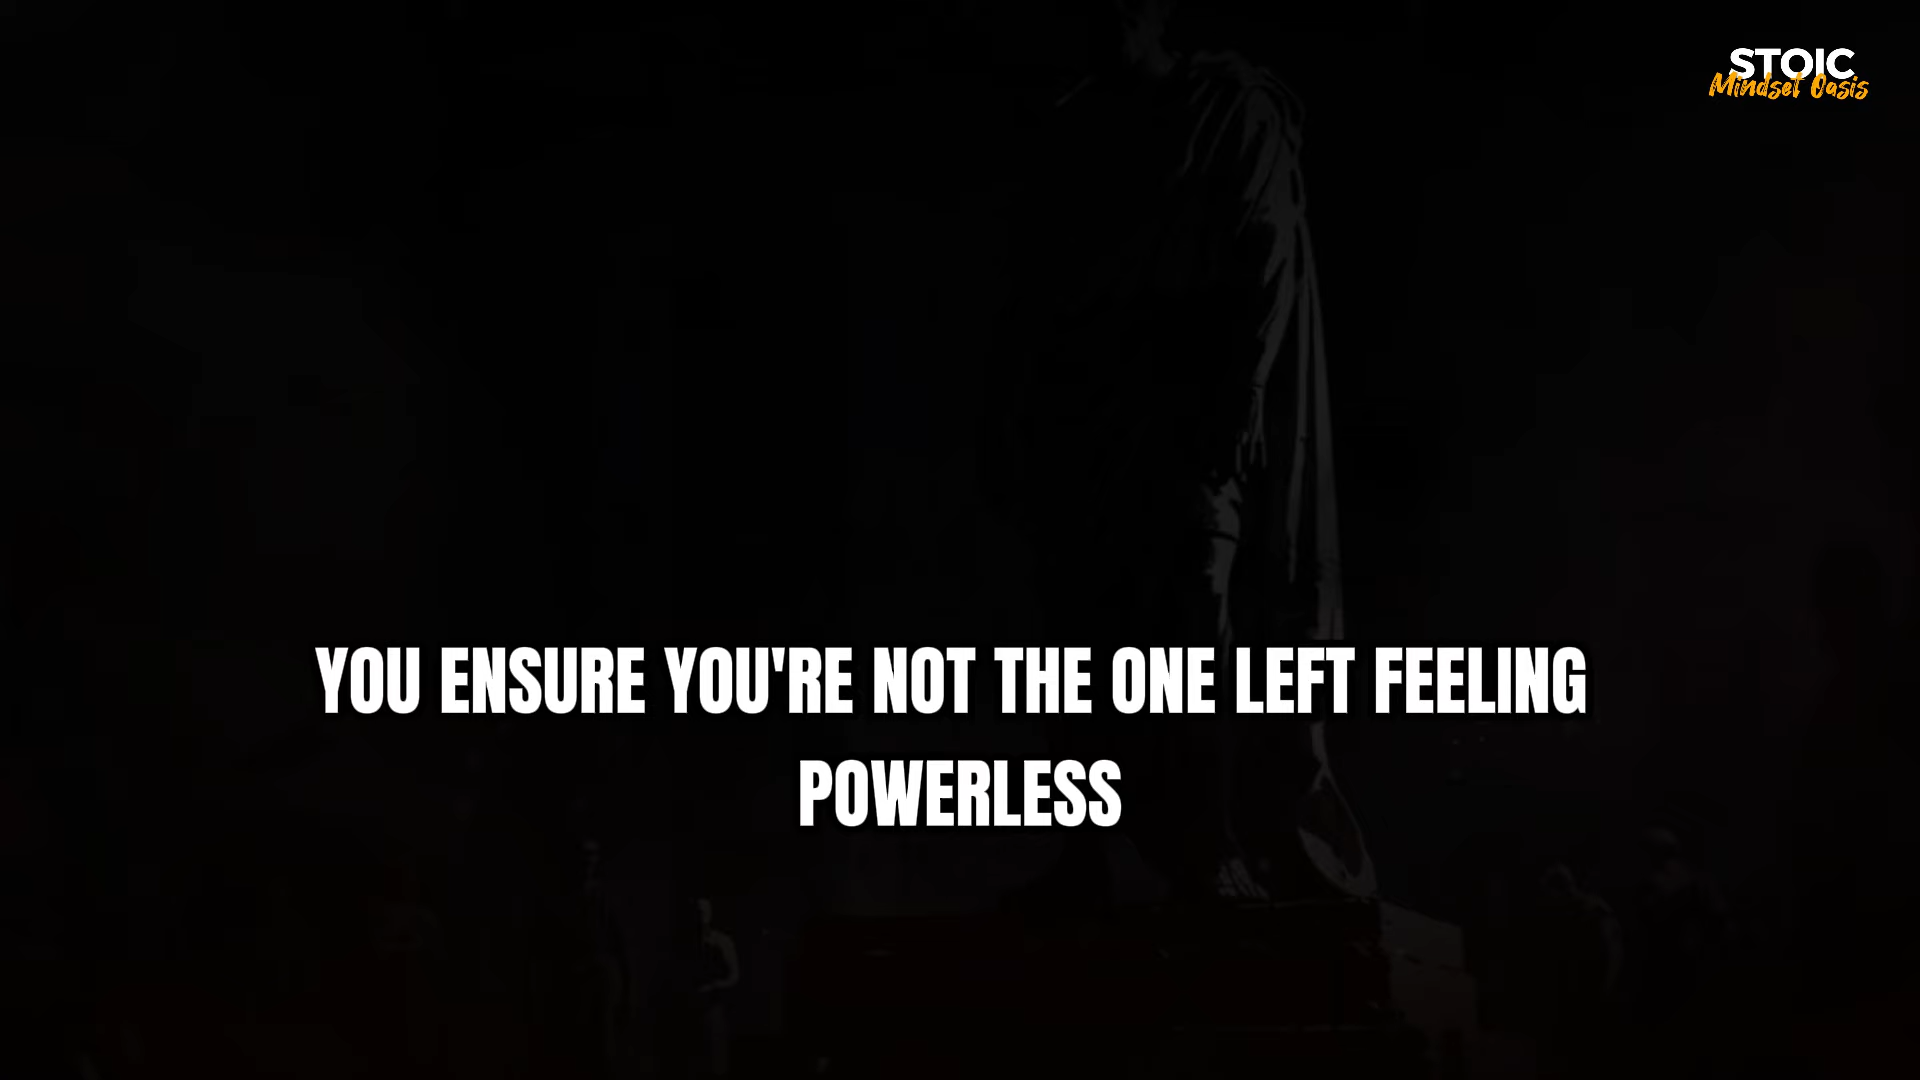 STOIC
Mindset Oasis
YOU ENSURE YOU'RE NOT THE ONE LEFT FEELING
POWERLESS